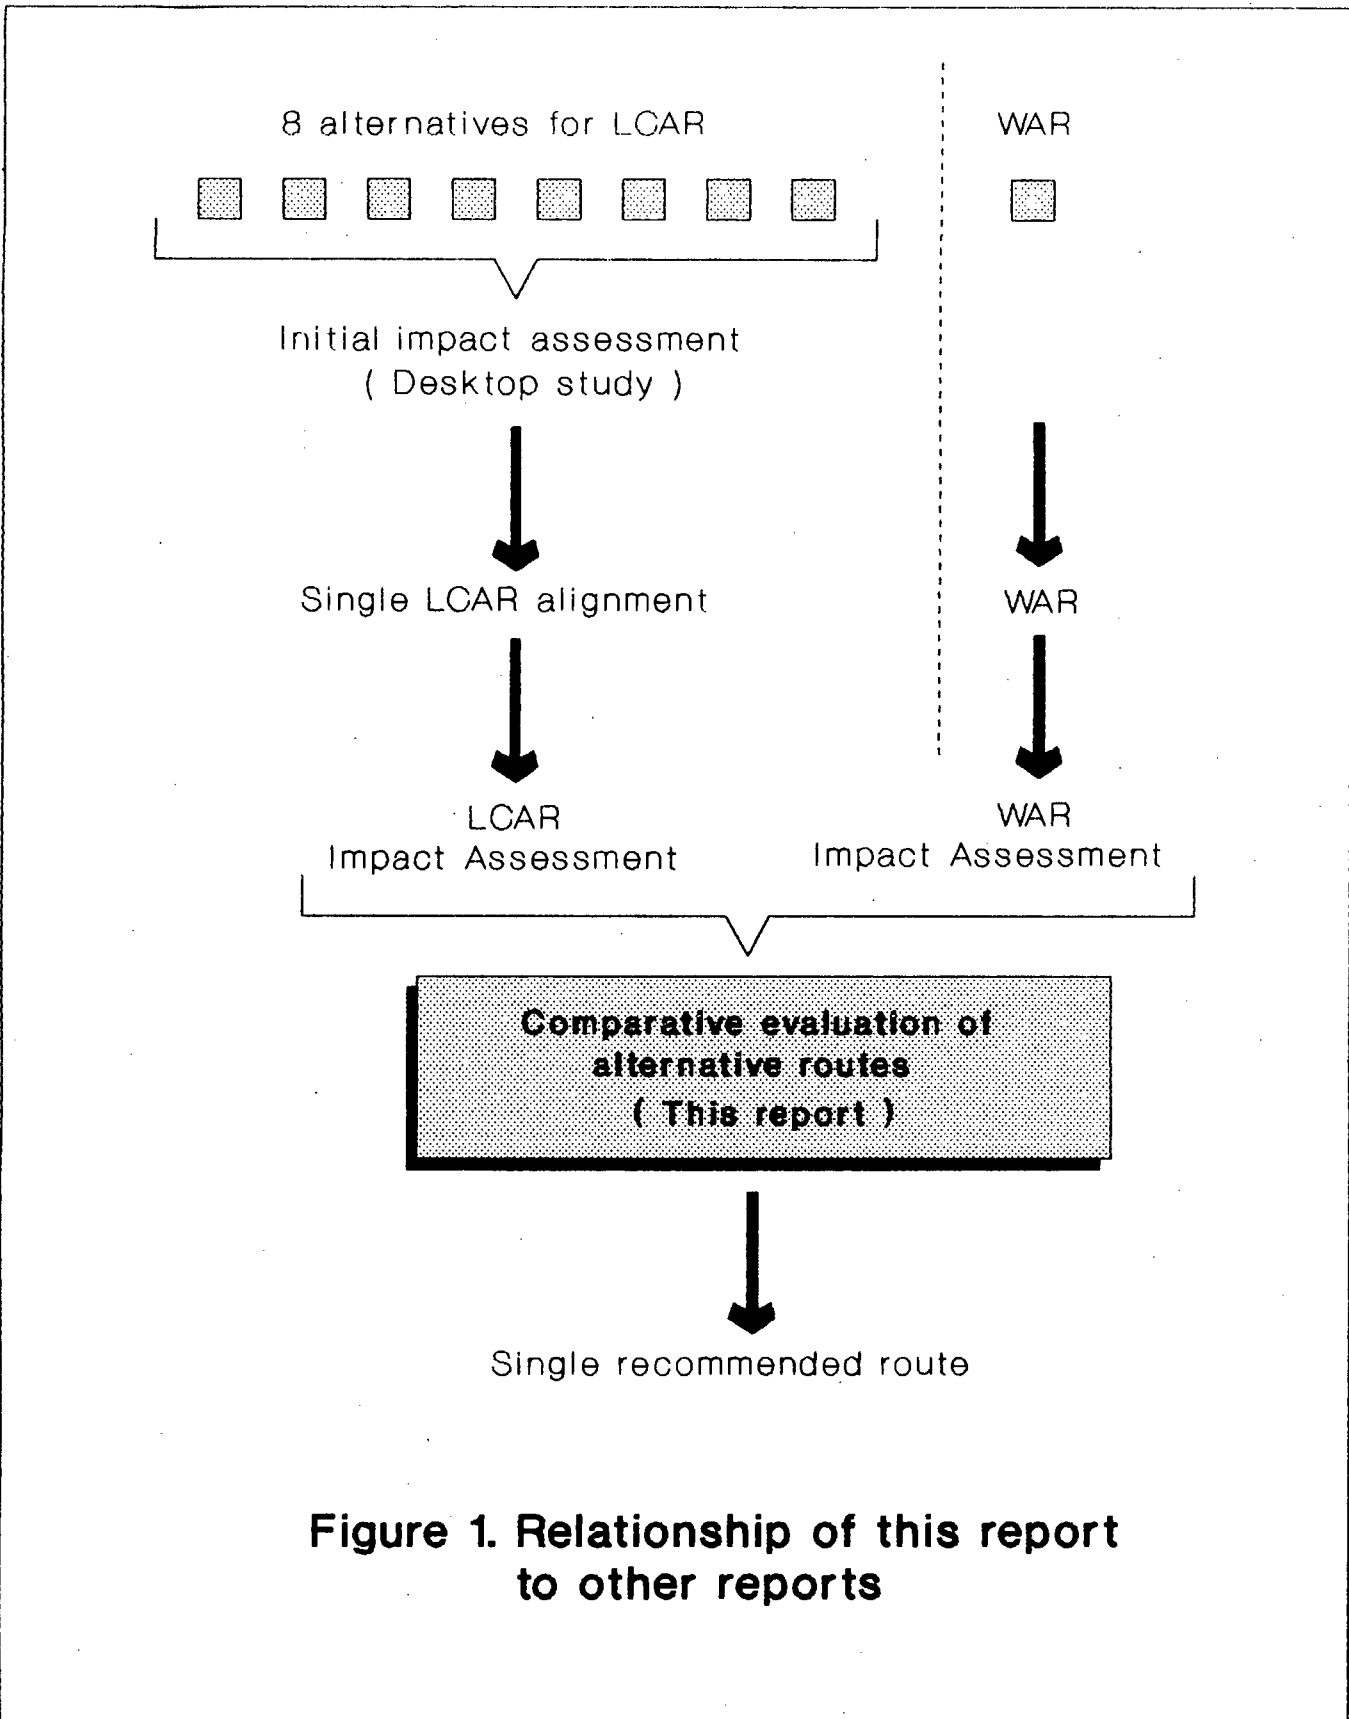 8 alternatives for LCAR
WAR
Initial impact assessment
( Desktop study )
Single LCAR alignment
WAR
LCAR
Impact Assessment
WAR
Impact Assessment
Comparative evaluation of
alternative routes
( This report )
Single recommended route
Figure 1. Relationship of this report
to other reports